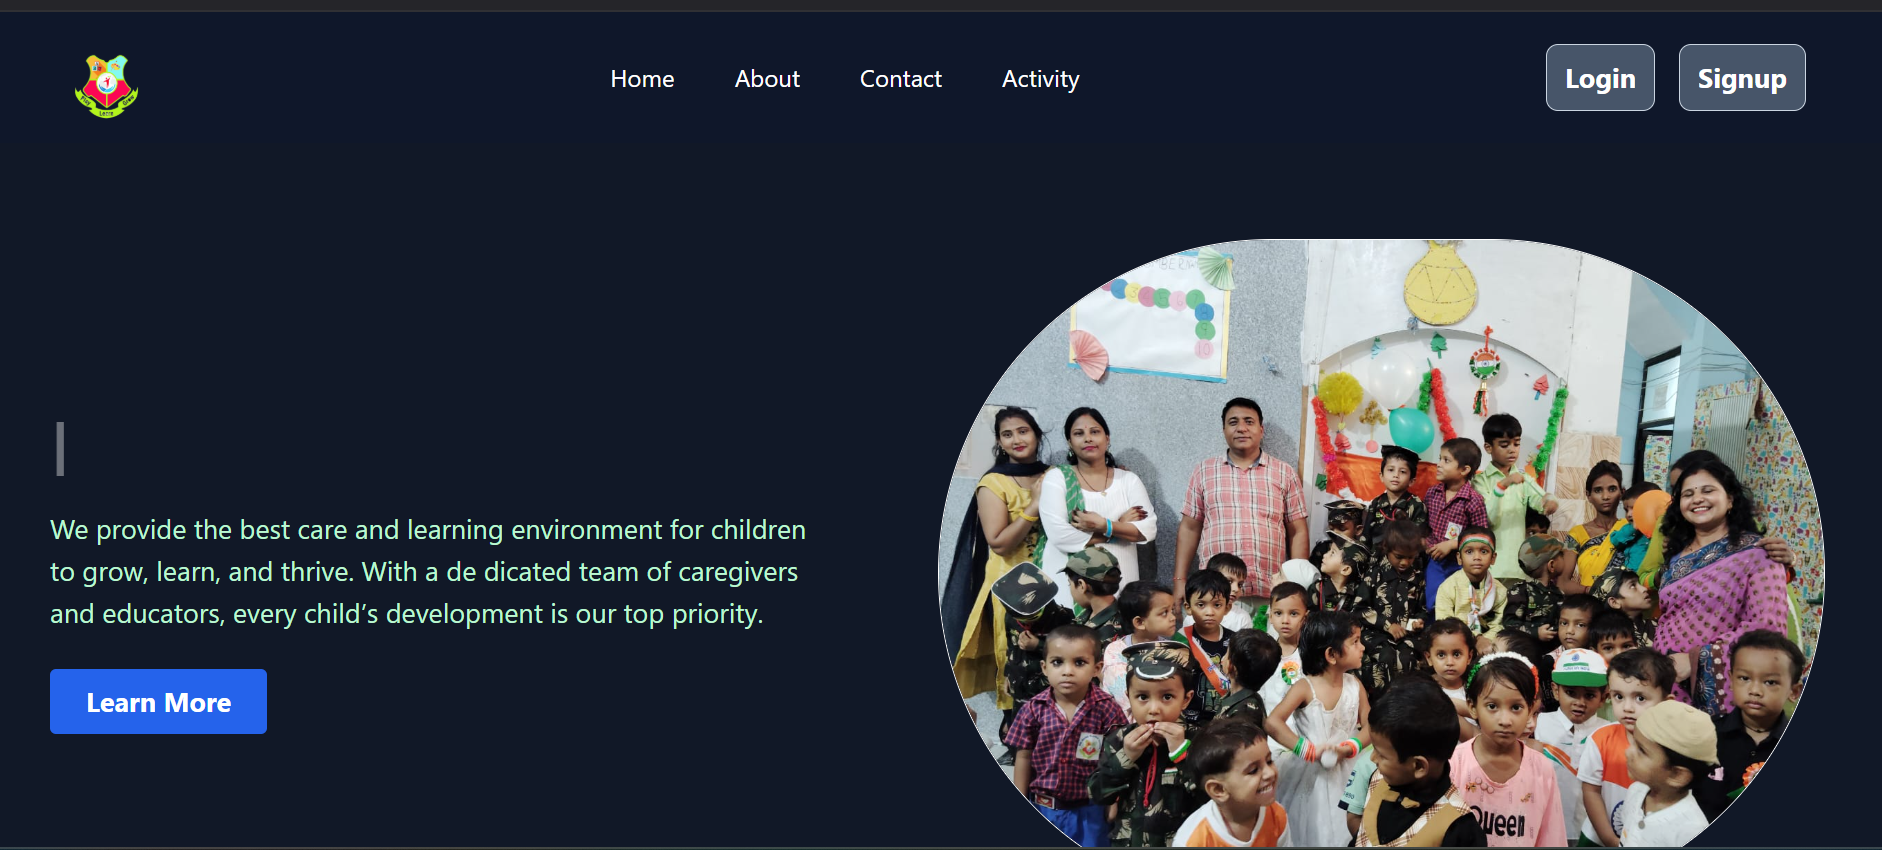 Home
About
Contact
Activity
Login
Signup
We provide the best care and learning environment for children
to grow, learn, and thrive. With a de dicated team of caregivers
and educators, every child’s development is our top priority.
Learn More
10
Queen